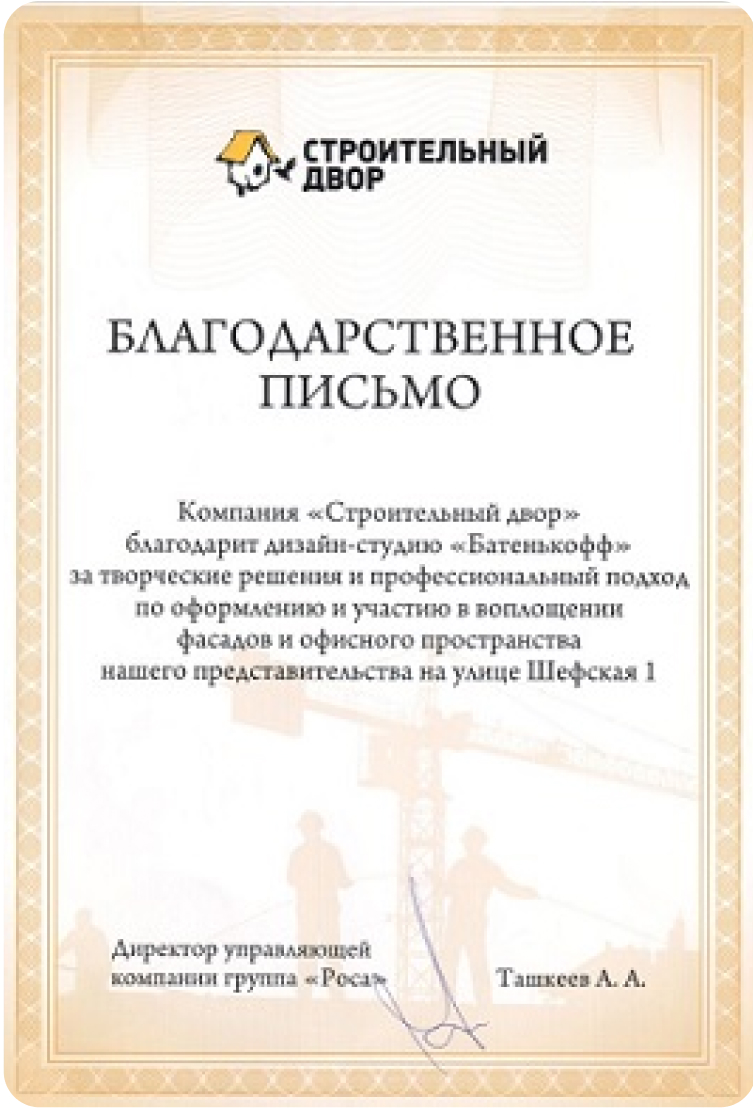 СТРОИТЕЛЬНЫЙ
ДВОР
БЛАГОДАРСТВЕННОЕ
ПИСЬМО
Компания «Строительный двор»
благодарит дизайн-студию «Батенькофф»
за творческие решения и профессиональный подход
по оформлению и участию в воплощении
фасадов и офисного пространства
нашего представительства на улице Шефская 1
Директор управляющей
компании группа «Роса»
Ташкеев А. А.